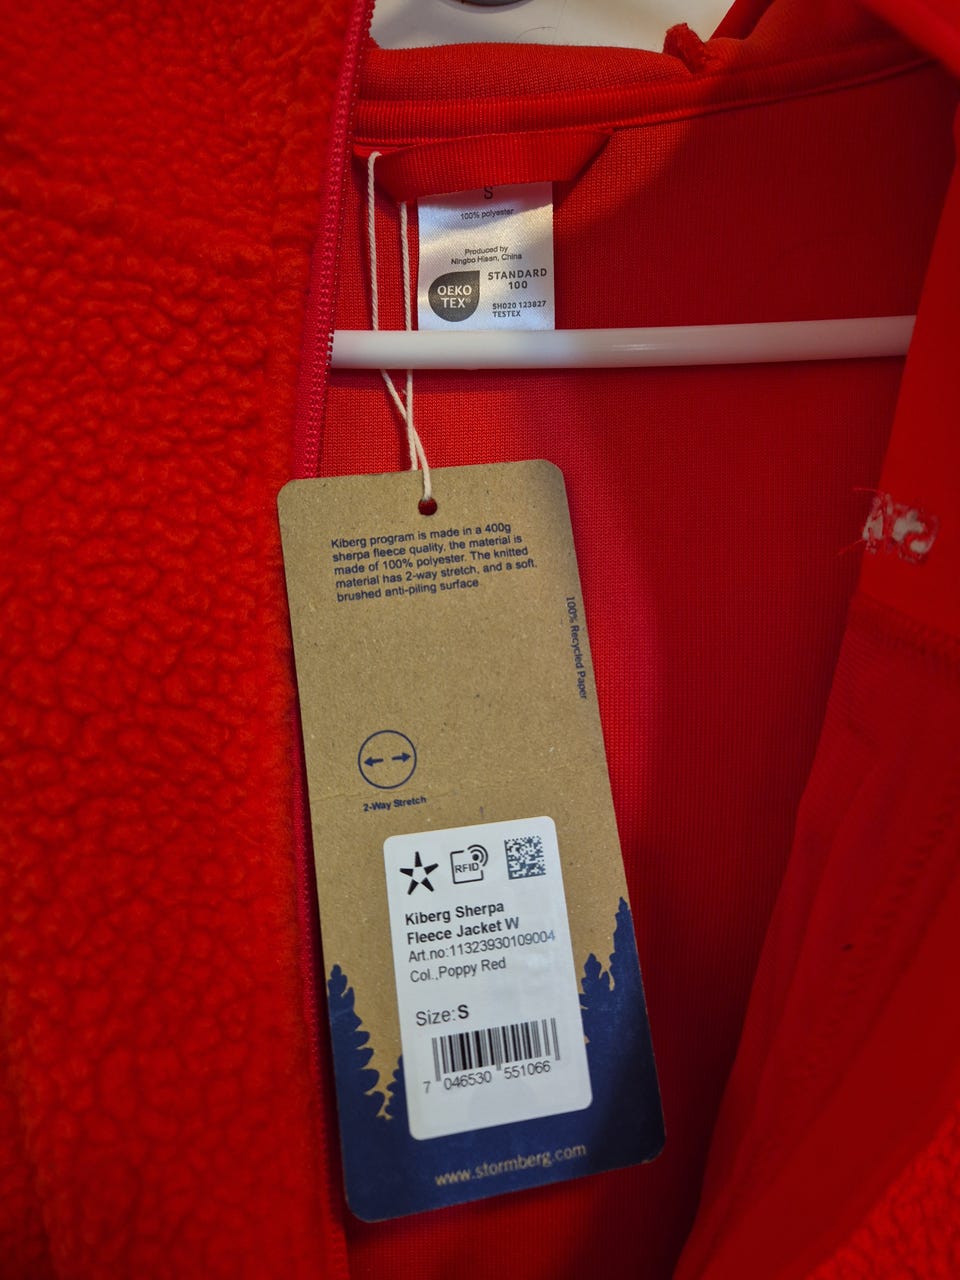 S
100% polyester
Produced by
Ningbo Hisan, China
OEKO
TEX®
STANDARD
100
SH020 123827
TESTEX
Kiberg program is made in a 400g
sherpa fleece quality, the material is
made of 100% polyester. The knitted
material has 2-way stretch, and a soft,
brushed anti-piling surface
100% Recycled Paper
2-Way Stretch
RFID
Kiberg Sherpa
Fleece Jacket W
Art.no:11323930109004
Col.,Poppy Red
Size:S
7 046530 551066
www.stormberg.com